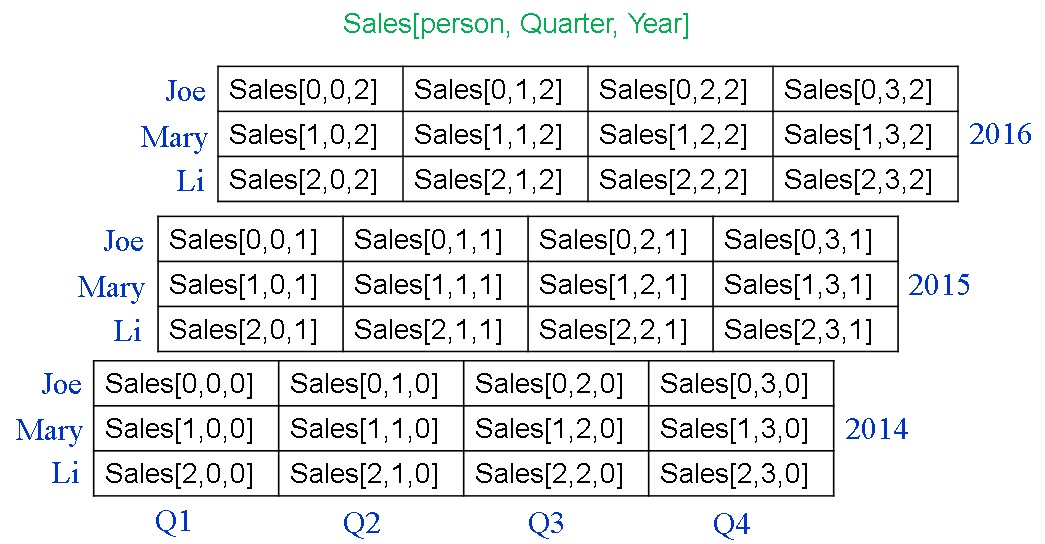 Sales[person, Quarter, Year]
Joe Sales[0,0,2] Sales[0,1,2] Sales[0,2,2] Sales[0,3,2]
Mary Sales[1,0,2] Sales[1,1,2] Sales[1,2,2] Sales[1,3,2] 2016
Li Sales[2,0,2] Sales[2,1,2] Sales[2,2,2] Sales[2,3,2]
Joe Sales[0,0,1] Sales[0,1,1] Sales[0,2,1] Sales[0,3,1]
Mary Sales[1,0,1] Sales[1,1,1] Sales[1,2,1] Sales[1,3,1] 2015
Li Sales[2,0,1] Sales[2,1,1] Sales[2,2,1] Sales[2,3,1]
Joe Sales[0,0,0] Sales[0,1,0] Sales[0,2,0] Sales[0,3,0]
Mary Sales[1,0,0] Sales[1,1,0] Sales[1,2,0] Sales[1,3,0] 2014
Li Sales[2,0,0] Sales[2,1,0] Sales[2,2,0] Sales[2,3,0]
Q1 Q2 Q3 Q4